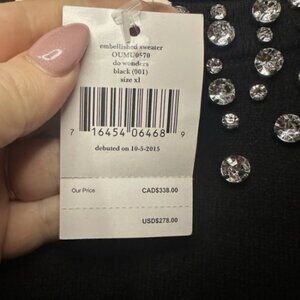 embellished sweater
OUMU0570
do wonders
black (001)
size xl
7 16454 06468 9
debuted on 10-5-2015
Our Price CAD$338.00
USD$278.00